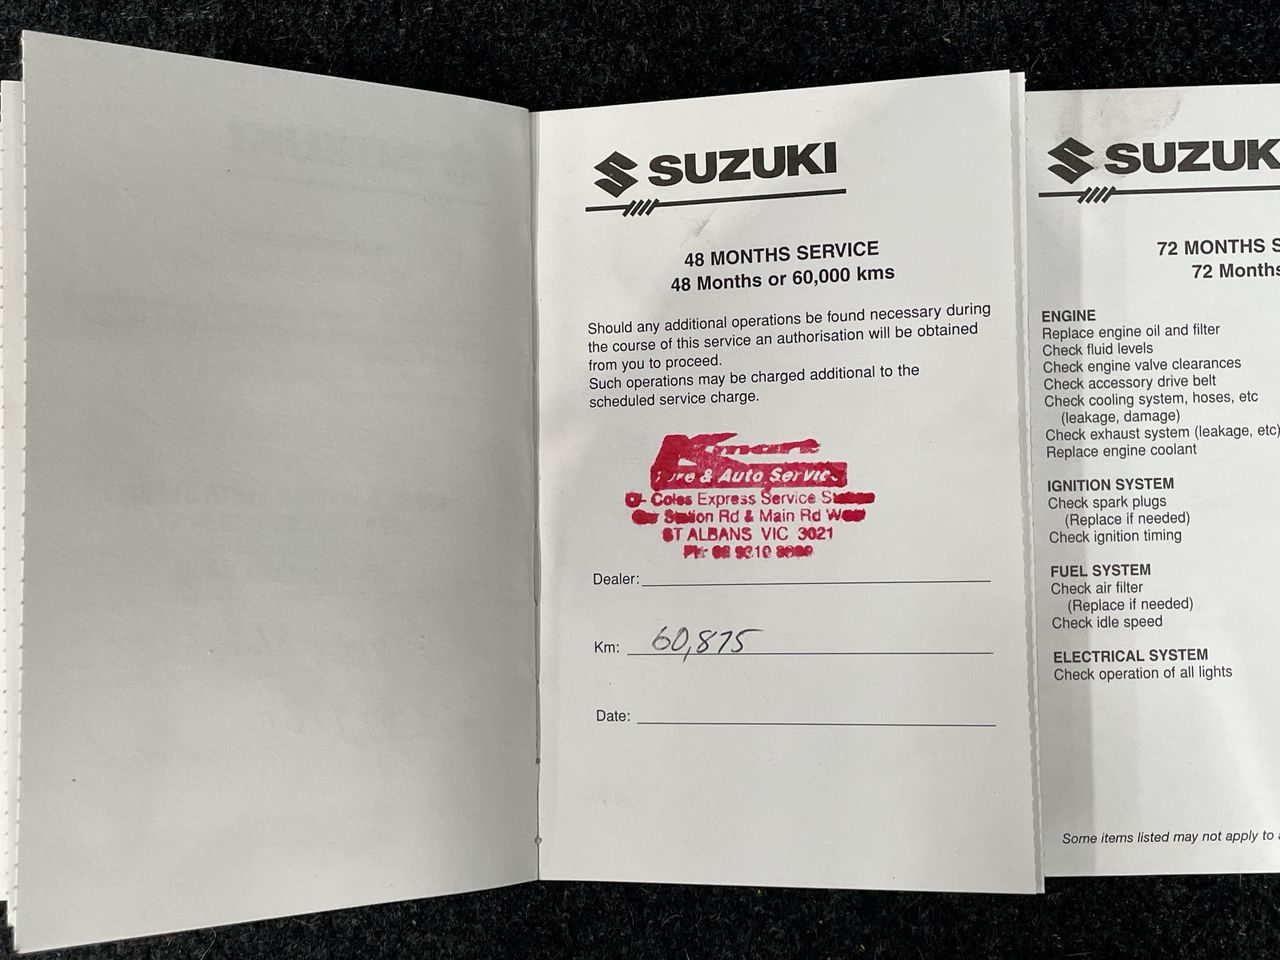 SUZUKI
48 MONTHS SERVICE
48 Months or 60,000 kms
Should any additional operations be found necessary during
the course of this service an authorisation will be obtained
from you to proceed.
Such operations may be charged additional to the
scheduled service charge.
Kmart
Tyre & Auto Service
C/- Coles Express Service Station
Cnr Station Rd & Main Rd West
ST ALBANS VIC 3021
Ph: 03 9310
Dealer:
Km: 60,875
Date:
SUZUK
72 MONTHS S
72 Months
ENGINE
Replace engine oil and filter
Check fluid levels
Check engine valve clearances
Check accessory drive belt
Check cooling system, hoses, etc
(leakage, damage)
Check exhaust system (leakage, etc)
Replace engine coolant
IGNITION SYSTEM
Check spark plugs
(Replace if needed)
Check ignition timing
FUEL SYSTEM
Check air filter
(Replace if needed)
Check idle speed
ELECTRICAL SYSTEM
Check operation of all lights
Some items listed may not apply to